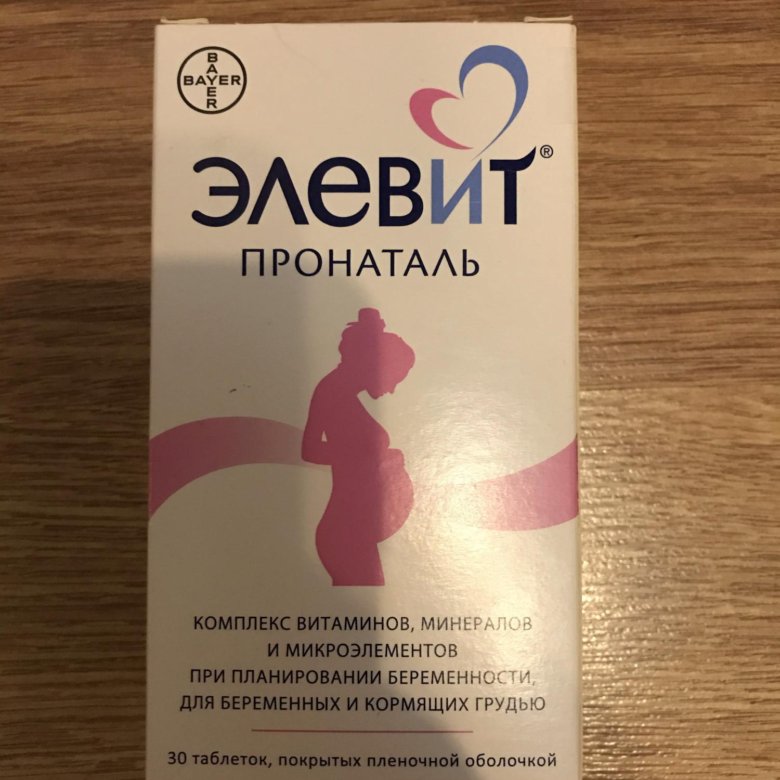 BAYER
BAYER
ЭЛЕВИТ®
ПРОНАТАЛЬ
КОМПЛЕКС ВИТАМИНОВ, МИНЕРАЛОВ
И МИКРОЭЛЕМЕНТОВ
ПРИ ПЛАНИРОВАНИИ БЕРЕМЕННОСТИ,
ДЛЯ БЕРЕМЕННЫХ И КОРМЯЩИХ ГРУДЬЮ
30 таблеток, покрытых пленочной оболочкой